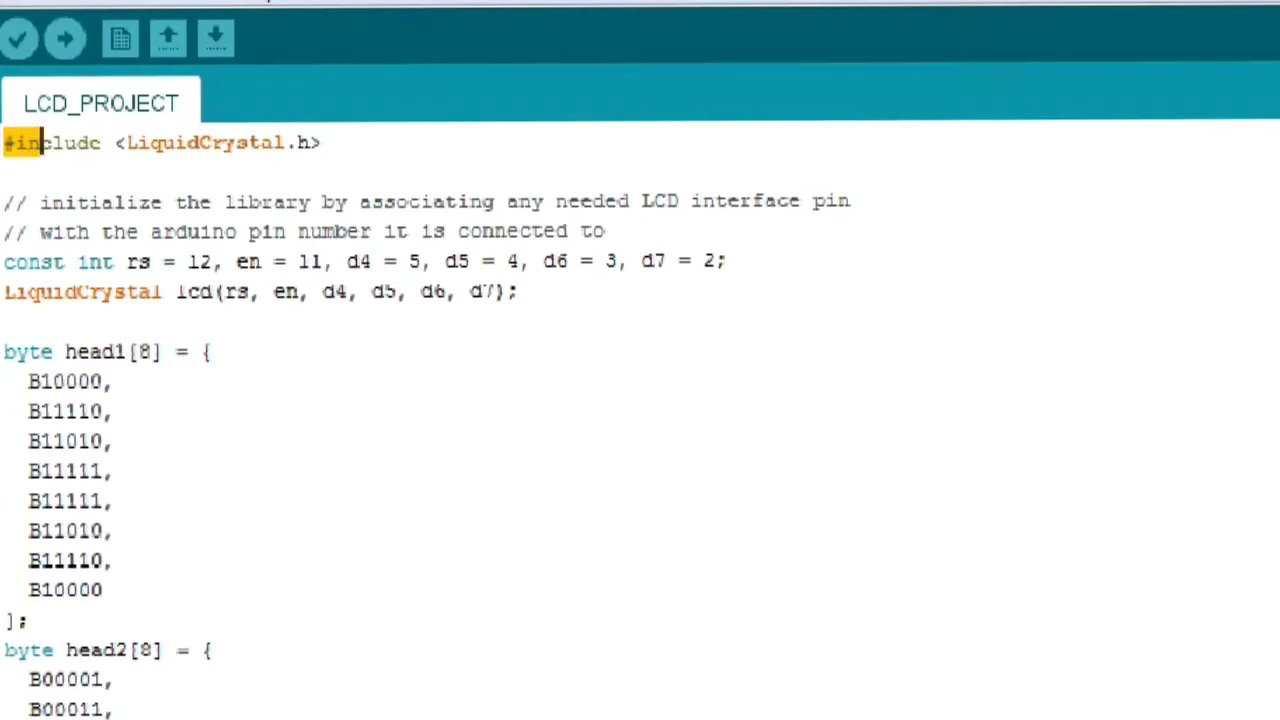 LCD_PROJECT
#include <LiquidCrystal.h>
// initialize the library by associating any needed LCD interface pin
// with the arduino pin number it is connected to
const int rs = 12, en = 11, d4 = 5, d5 = 4, d6 = 3, d7 = 2;
LiquidCrystal lcd(rs, en, d4, d5, d6, d7);
byte head1[8] = {
B10000,
B11110,
B11010,
B11111,
B11111,
B11010,
B11110,
B10000
};
byte head2[8] = {
B00001,
B00011,